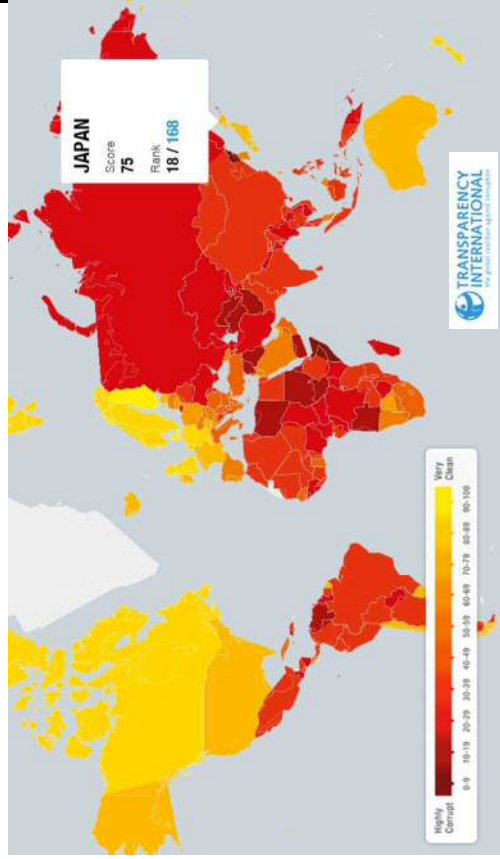 JAPAN
Score
75
Rank
18 / 168
TRANSPARENCY
INTERNATIONAL
the global coalition against corruption
Highly
Corrupt
Very
Clean
0-9
10-19
20-29
30-39
40-49
50-59
60-69
70-79
80-89
90-100